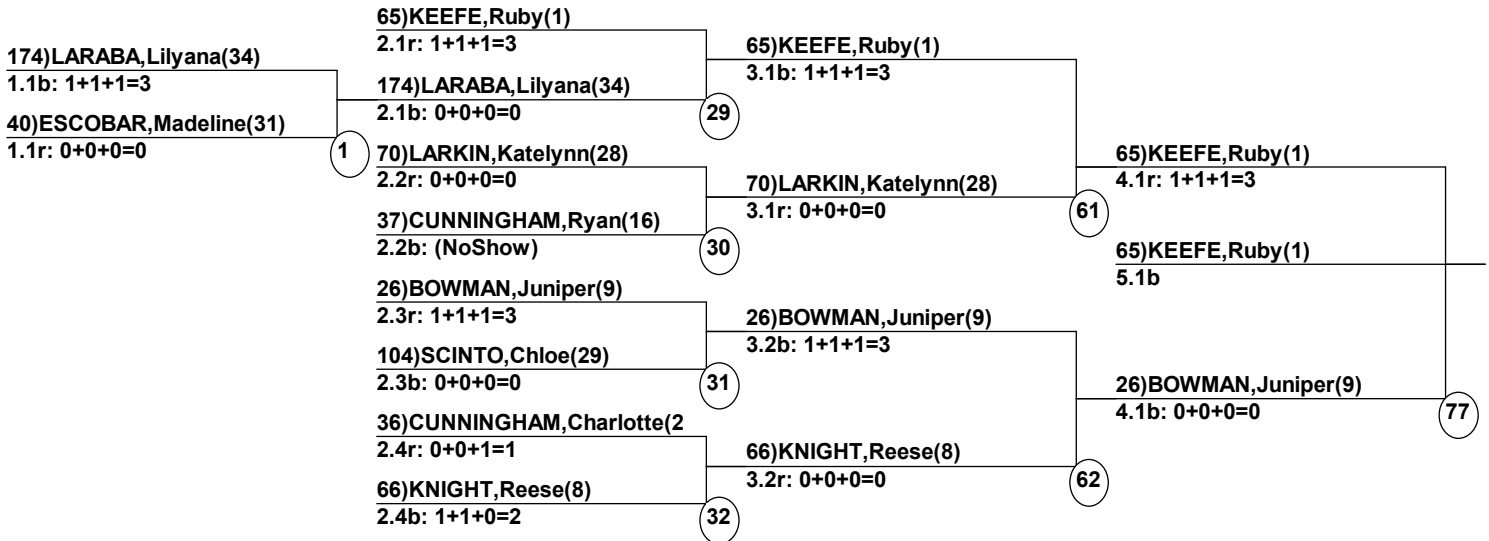 174)LARABA,Lilyana(34)
1.1b: 1+1+1=3
40)ESCOBAR,Madeline(31)
1.1r: 0+0+0=0
1
65)KEEFE,Ruby(1)
2.1r: 1+1+1=3
174)LARABA,Lilyana(34)
2.1b: 0+0+0=0
29
70)LARKIN,Katelynn(28)
2.2r: 0+0+0=0
37)CUNNINGHAM,Ryan(16)
2.2b: (NoShow)
30
26)BOWMAN,Juniper(9)
2.3r: 1+1+1=3
104)SCINTO,Chloe(29)
2.3b: 0+0+0=0
31
36)CUNNINGHAM,Charlotte(2
2.4r: 0+0+1=1
66)KNIGHT,Reese(8)
2.4b: 1+1+0=2
32
65)KEEFE,Ruby(1)
3.1b: 1+1+1=3
70)LARKIN,Katelynn(28)
3.1r: 0+0+0=0
61
26)BOWMAN,Juniper(9)
3.2b: 1+1+1=3
66)KNIGHT,Reese(8)
3.2r: 0+0+0=0
62
65)KEEFE,Ruby(1)
4.1r: 1+1+1=3
65)KEEFE,Ruby(1)
5.1b
26)BOWMAN,Juniper(9)
4.1b: 0+0+0=0
77